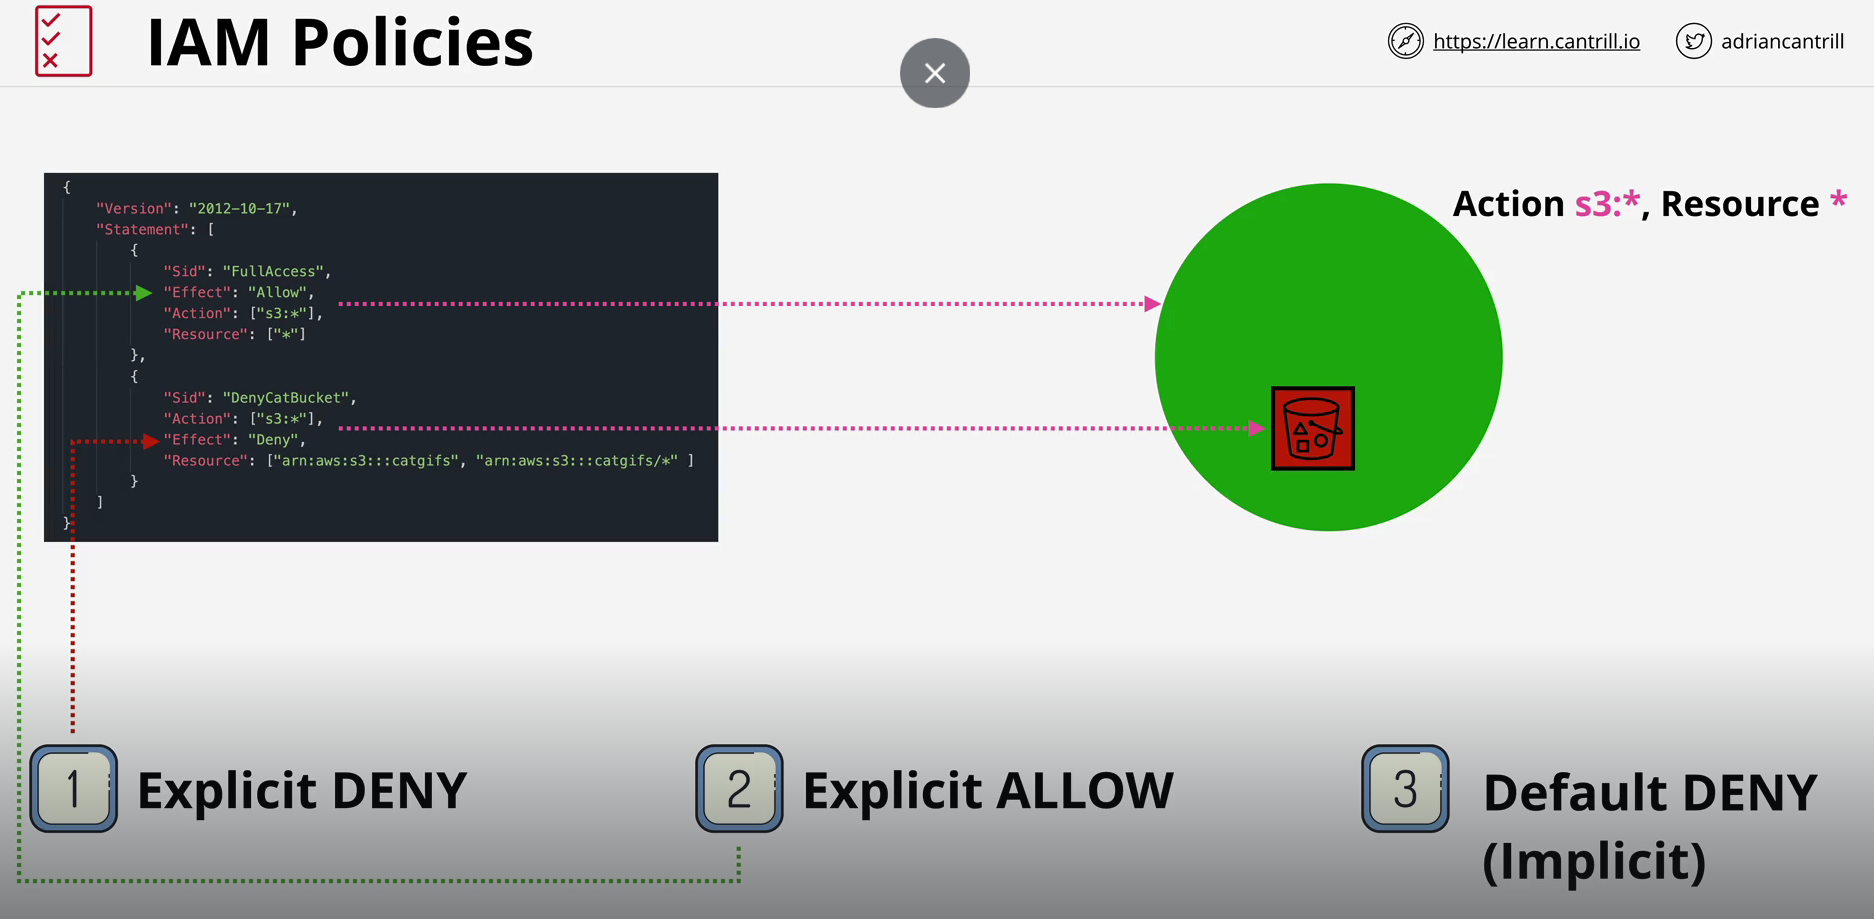 IAM Policies
https://learn.cantrill.io
adriancantrill
{
"Version": "2012-10-17",
"Statement": [
{
"Sid": "FullAccess",
"Effect": "Allow",
"Action": ["s3:*"],
"Resource": ["*"]
},
{
"Sid": "DenyCatBucket",
"Action": ["s3:*"],
"Effect": "Deny",
"Resource": ["arn:aws:s3:::catgifs", "arn:aws:s3:::catgifs/*" ]
}
]
}
Action s3:*, Resource *
1 Explicit DENY
2 Explicit ALLOW
3 Default DENY
(Implicit)